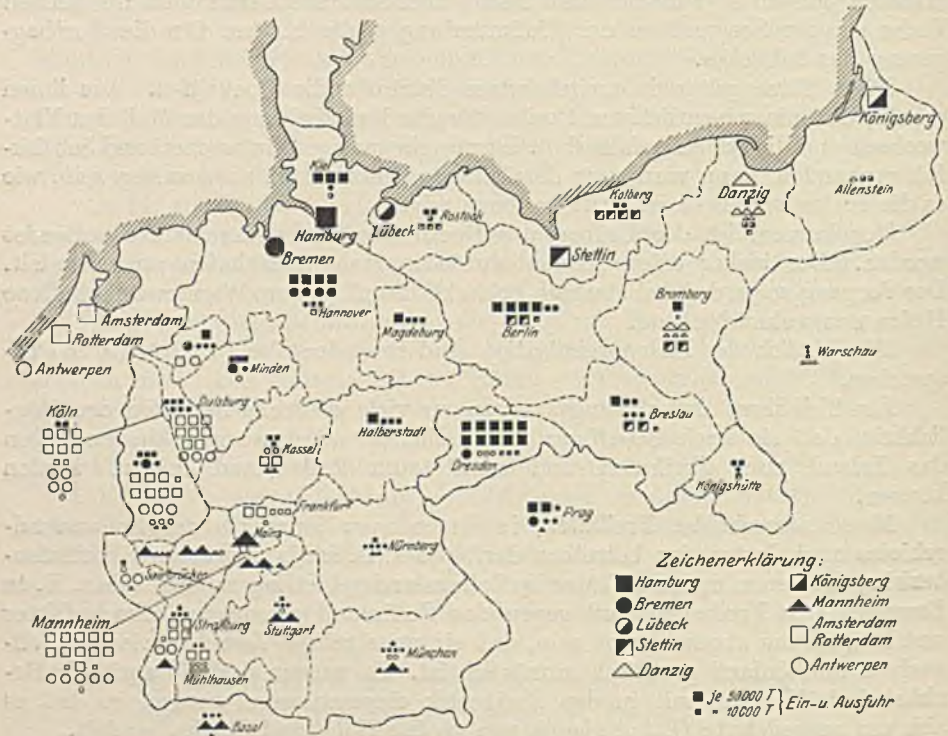 Königsberg
Kiel
Kolberg
Danzig
Allenstein
Hamburg
Lübeck
Rostock
Bremen
Stettin
Hannover
Amsterdam
Rotterdam
Magdeburg
Berlin
Bromberg
Warschau
Antwerpen
Minden
Köln
Duisburg
Halberstadt
Breslau
Kassel
Dresden
Königshütte
Frankfurt
Prag
Mainz
Nürnberg
Saarbrücken
Mannheim
Straßburg
Stuttgart
München
Mühlhausen
Basel
Zeichenerklärung:
Hamburg
Bremen
Lübeck
Stettin
Danzig
Königsberg
Mannheim
Amsterdam
Rotterdam
Antwerpen
je 50000 T
" 10000 T } Ein-u. Ausfuhr